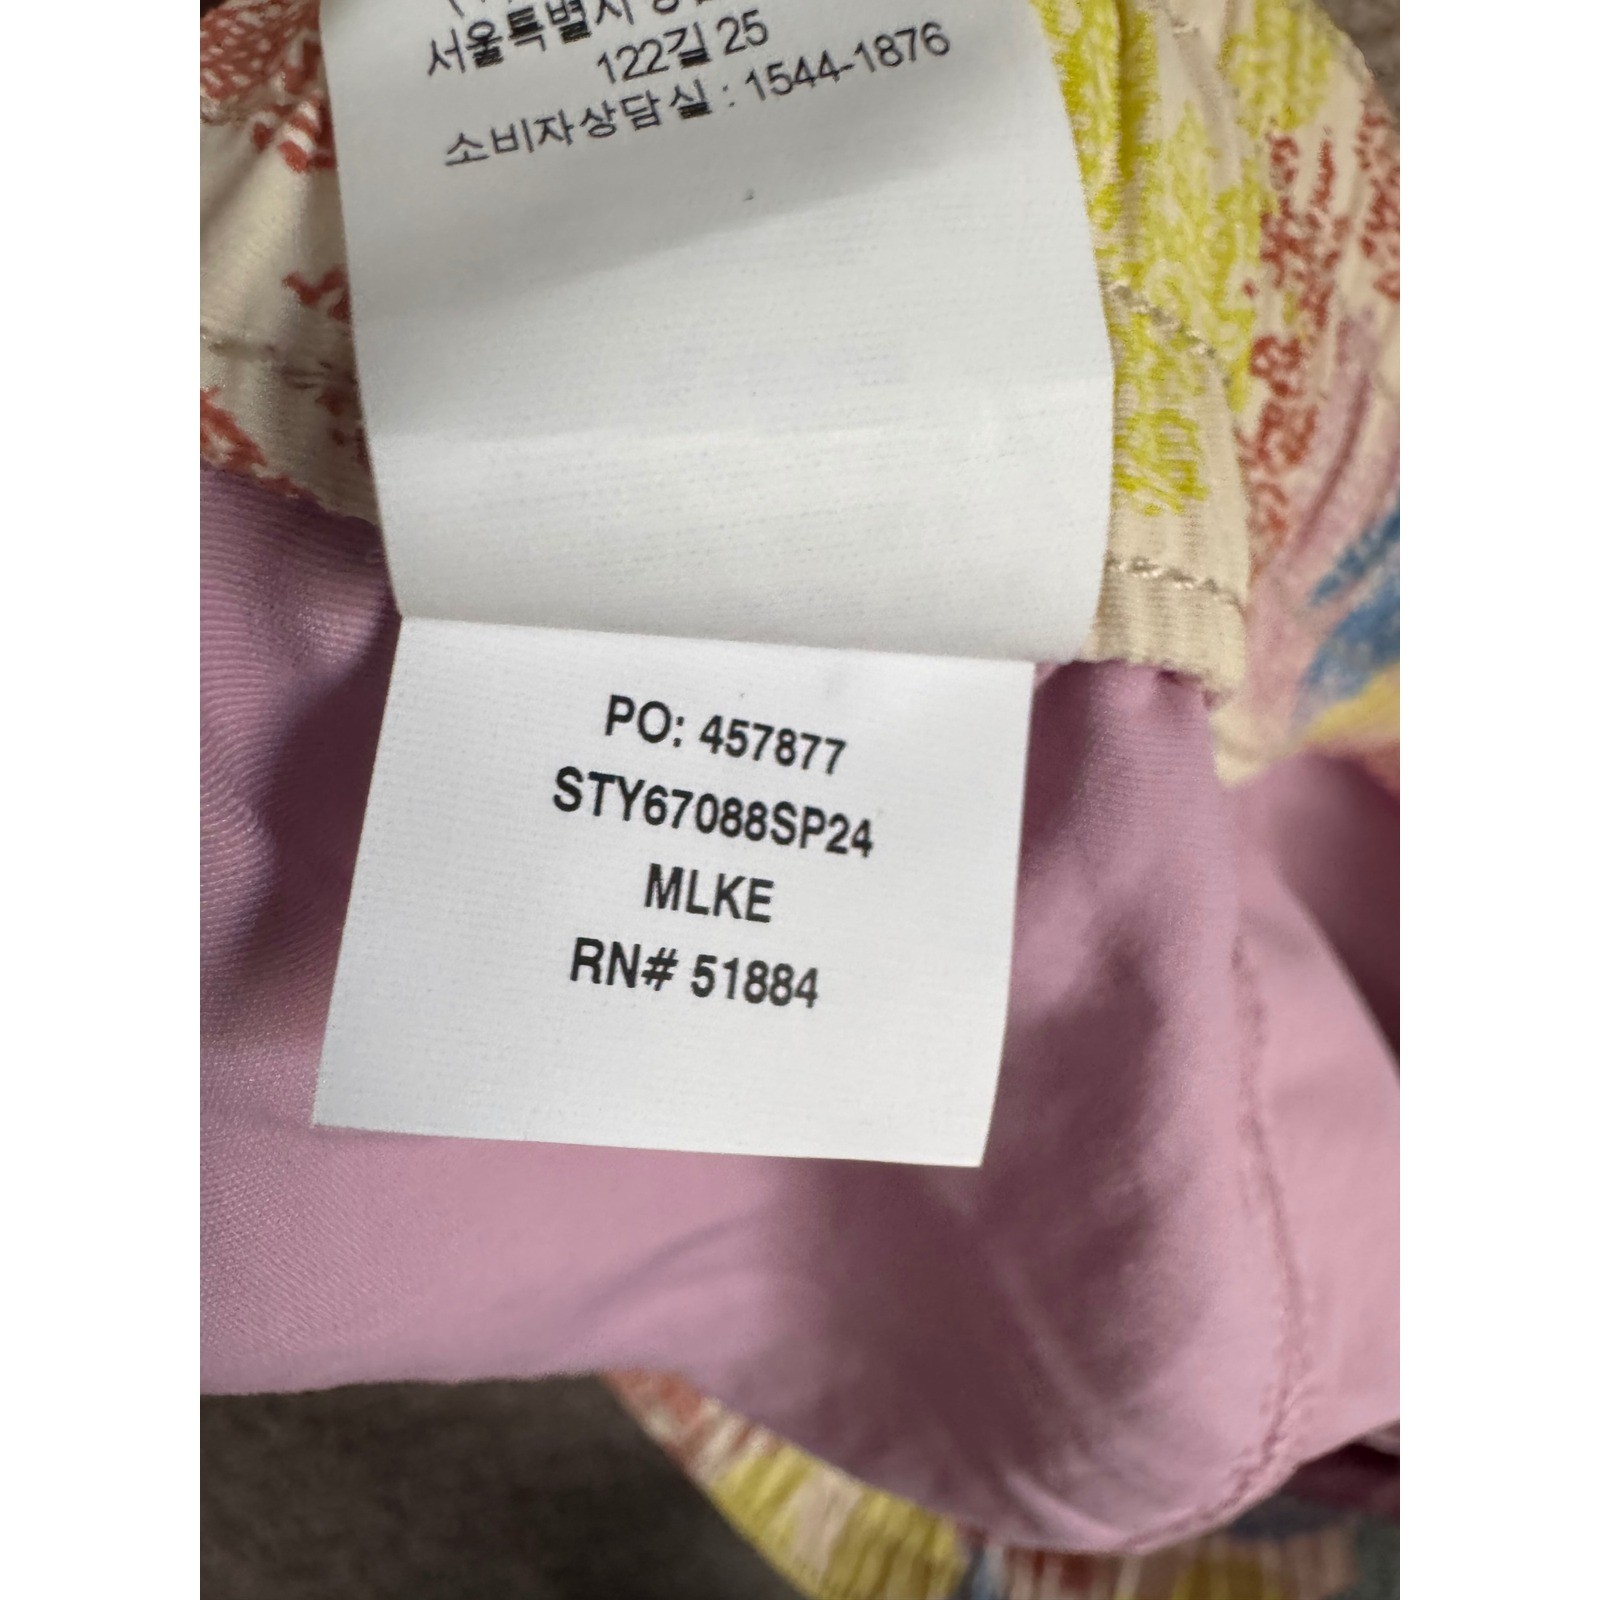 서울특별시
122길 25
소비자상담실 : 1544-1876
PO: 457877
STY67088SP24
MLKE
RN# 51884